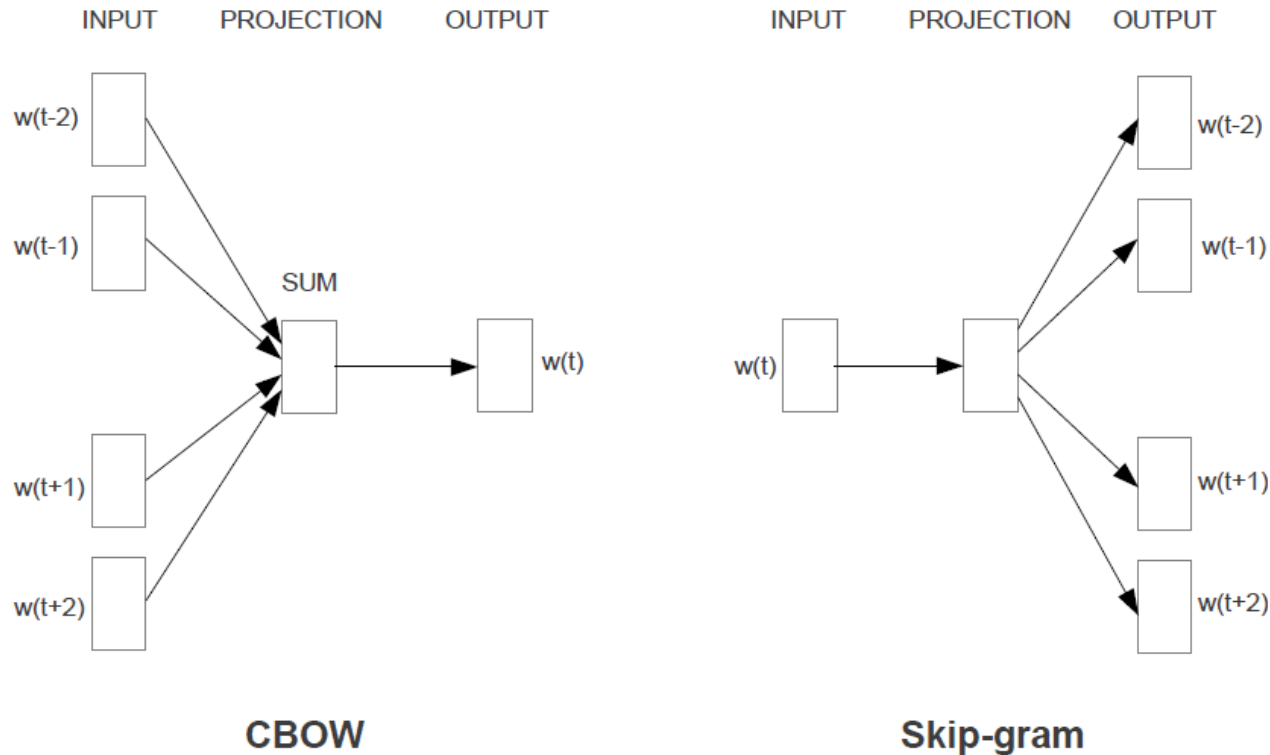 INPUT PROJECTION OUTPUT
w(t-2)
w(t-1)
SUM
w(t)
w(t+1)
w(t+2)
CBOW
INPUT PROJECTION OUTPUT
w(t-2)
w(t-1)
w(t)
w(t+1)
w(t+2)
Skip-gram